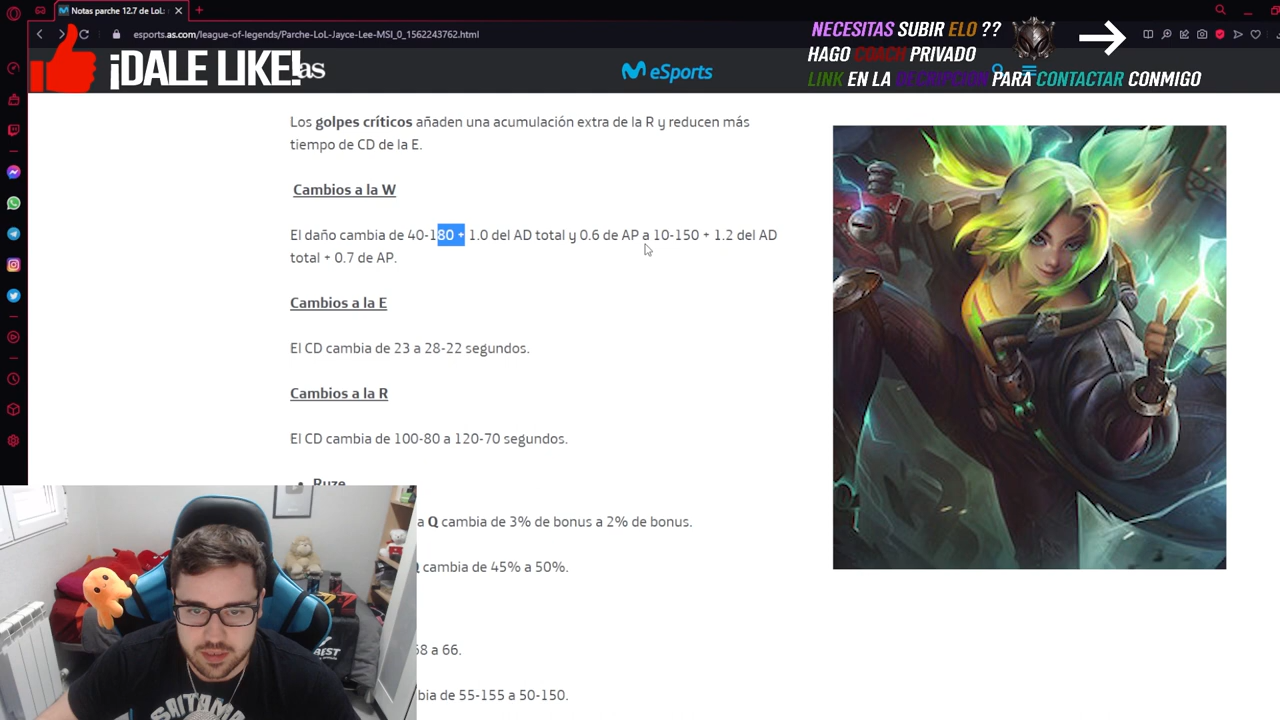 Notas parche 12.7 de LoL:
esports.as.com/league-of-legends/Parche-LoL-Jayce-Lee-MSI_0_1562243762.html
¡DALE LIKE!
as
eSports
NECESITAS SUBIR ELO ??
HAGO COACH PRIVADO
LINK EN LA DECRIPCION PARA CONTACTAR CONMIGO
Los golpes críticos añaden una acumulación extra de la R y reducen más
tiempo de CD de la E.
Cambios a la W
El daño cambia de 40-180 + 1.0 del AD total y 0.6 de AP a 10-150 + 1.2 del AD
total + 0.7 de AP.
Cambios a la E
El CD cambia de 23 a 28-22 segundos.
Cambios a la R
El CD cambia de 100-80 a 120-70 segundos.
Ryze
a Q cambia de 3% de bonus a 2% de bonus.
cambia de 45% a 50%.
68 a 66.
bia de 55-155 a 50-150.
BEST
SAITAMA